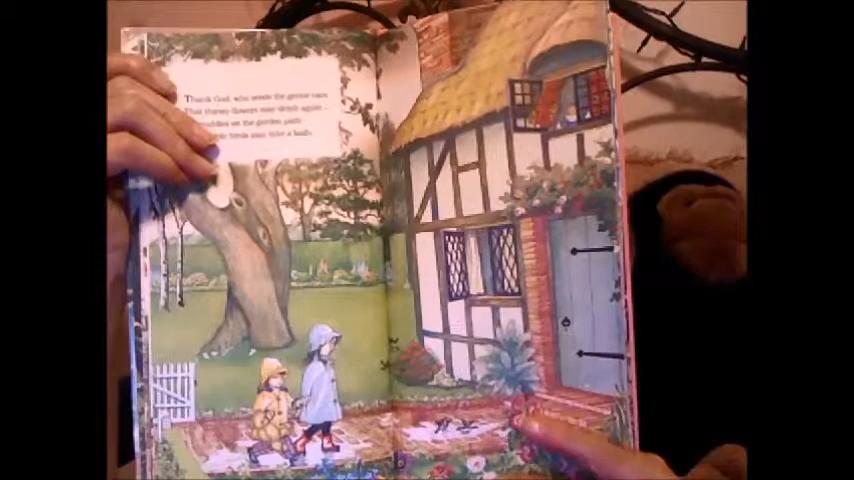 Thank God, who sends the gentle rain
That thirsty flowers may drink again
puddles on the garden path
birds may take a bath.